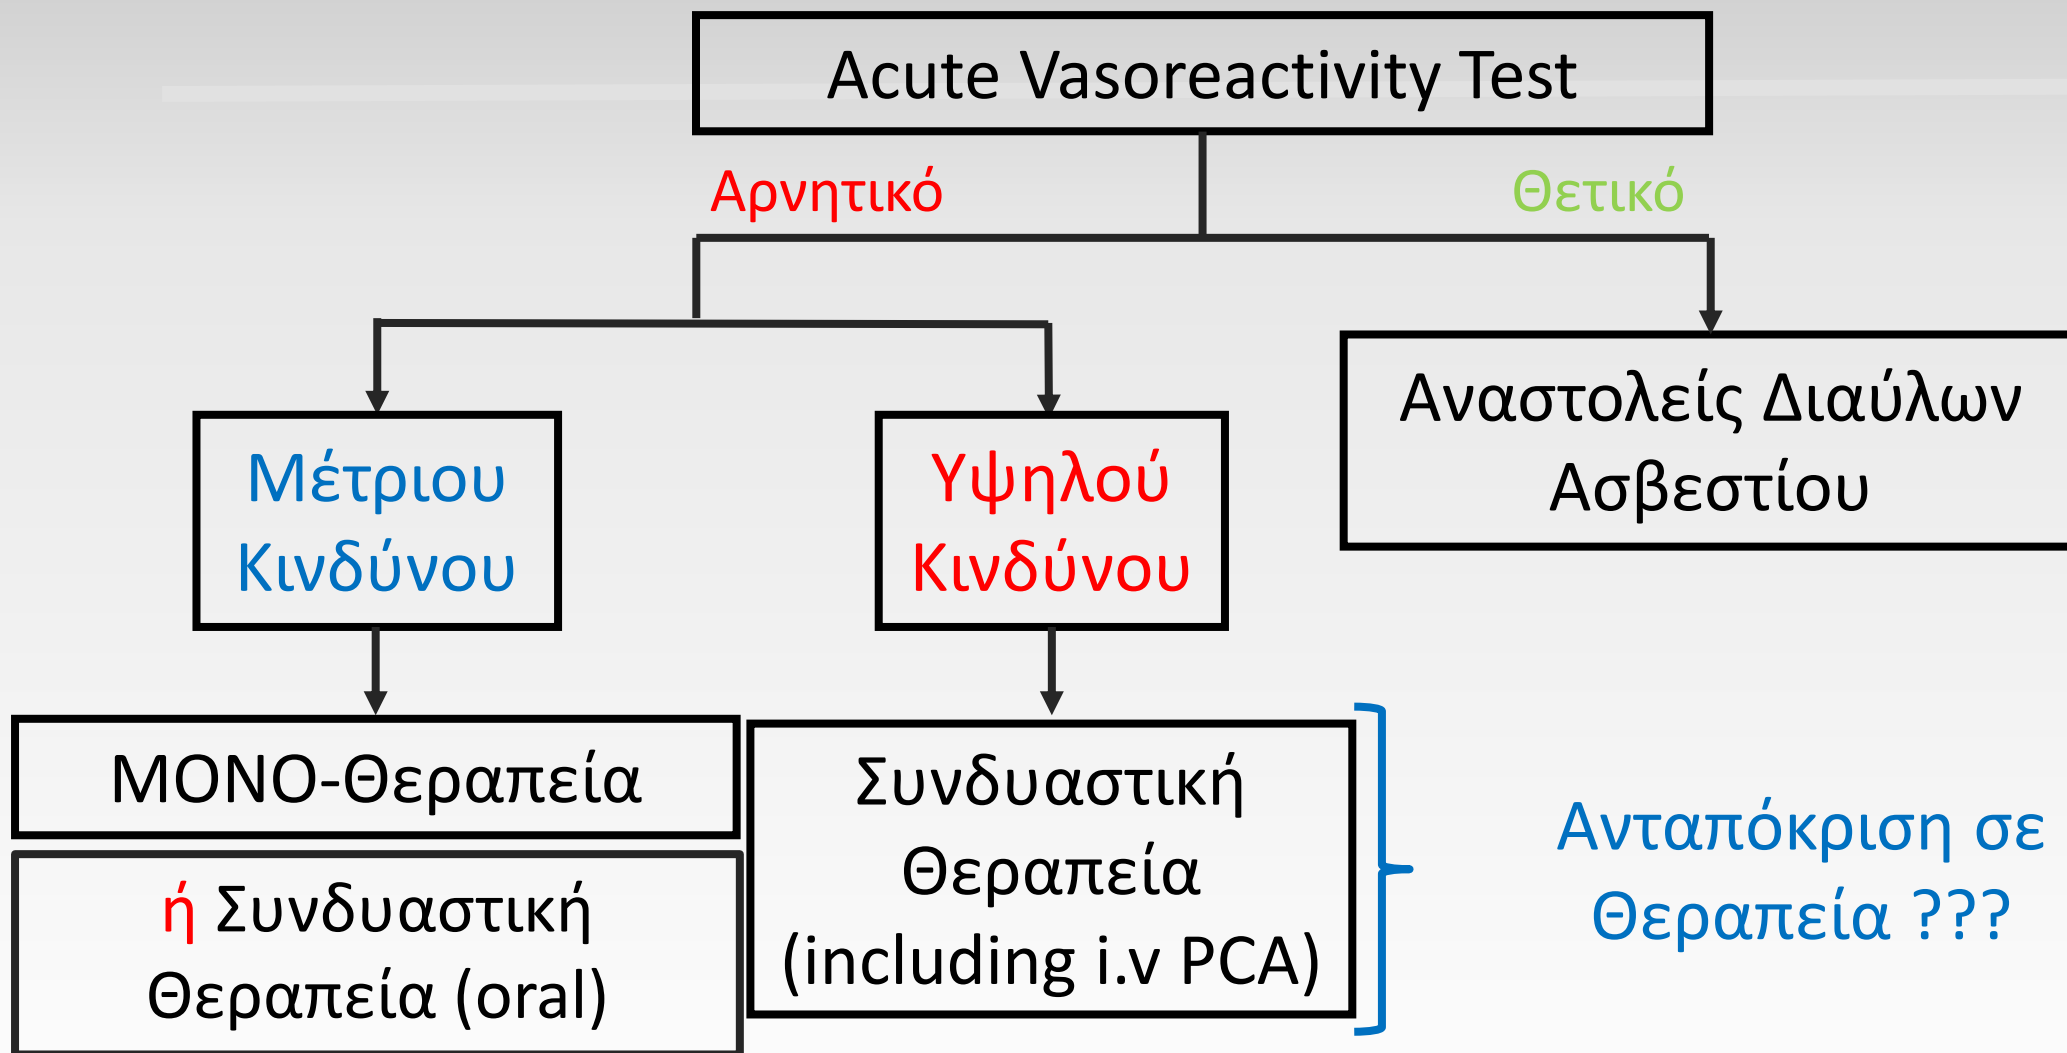 Acute Vasoreactivity Test
Αρνητικό
Θετικό
Μέτριου
Κινδύνου
Υψηλού
Κινδύνου
Αναστολείς Διαύλων
Ασβεστίου
ΜΟΝΟ-Θεραπεία
ή Συνδυαστική
Θεραπεία (oral)
Συνδυαστική
Θεραπεία
(including i.v PCA)
Ανταπόκριση σε
Θεραπεία ???